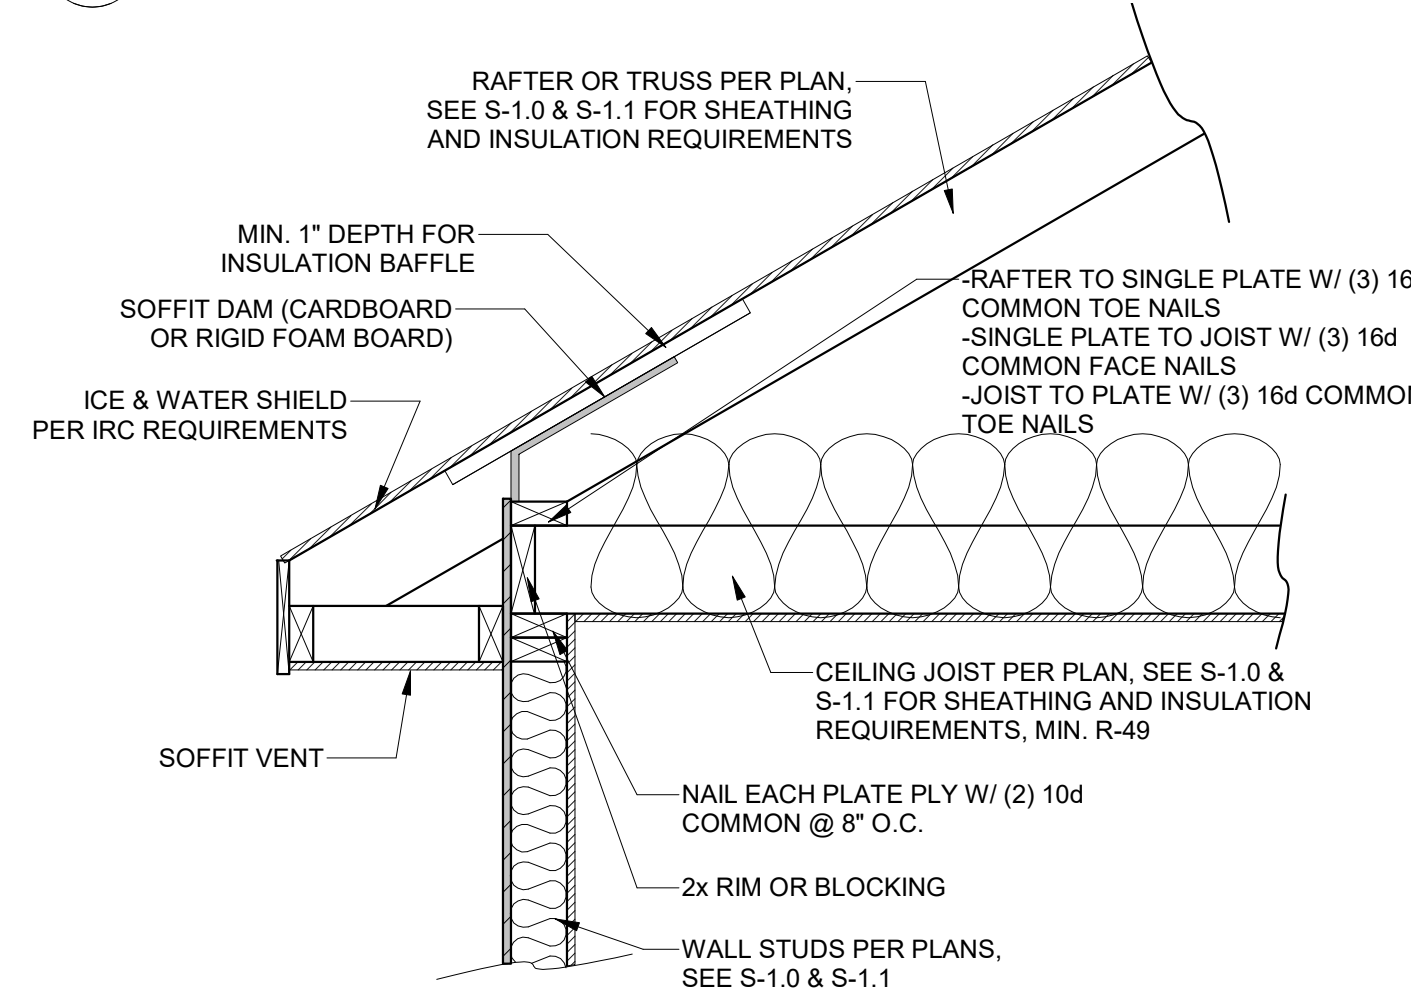 RAFTER OR TRUSS PER PLAN,
SEE S-1.0 & S-1.1 FOR SHEATHING
AND INSULATION REQUIREMENTS
MIN. 1" DEPTH FOR
INSULATION BAFFLE
SOFFIT DAM (CARDBOARD
OR RIGID FOAM BOARD)
ICE & WATER SHIELD
PER IRC REQUIREMENTS
-RAFTER TO SINGLE PLATE W/ (3) 16
COMMON TOE NAILS
-SINGLE PLATE TO JOIST W/ (3) 16d
COMMON FACE NAILS
-JOIST TO PLATE W/ (3) 16d COMMON
TOE NAILS
CEILING JOIST PER PLAN, SEE S-1.0 &
S-1.1 FOR SHEATHING AND INSULATION
REQUIREMENTS, MIN. R-49
SOFFIT VENT
NAIL EACH PLATE PLY W/ (2) 10d
COMMON @ 8" O.C.
2x RIM OR BLOCKING
WALL STUDS PER PLANS,
SEE S-1.0 & S-1.1